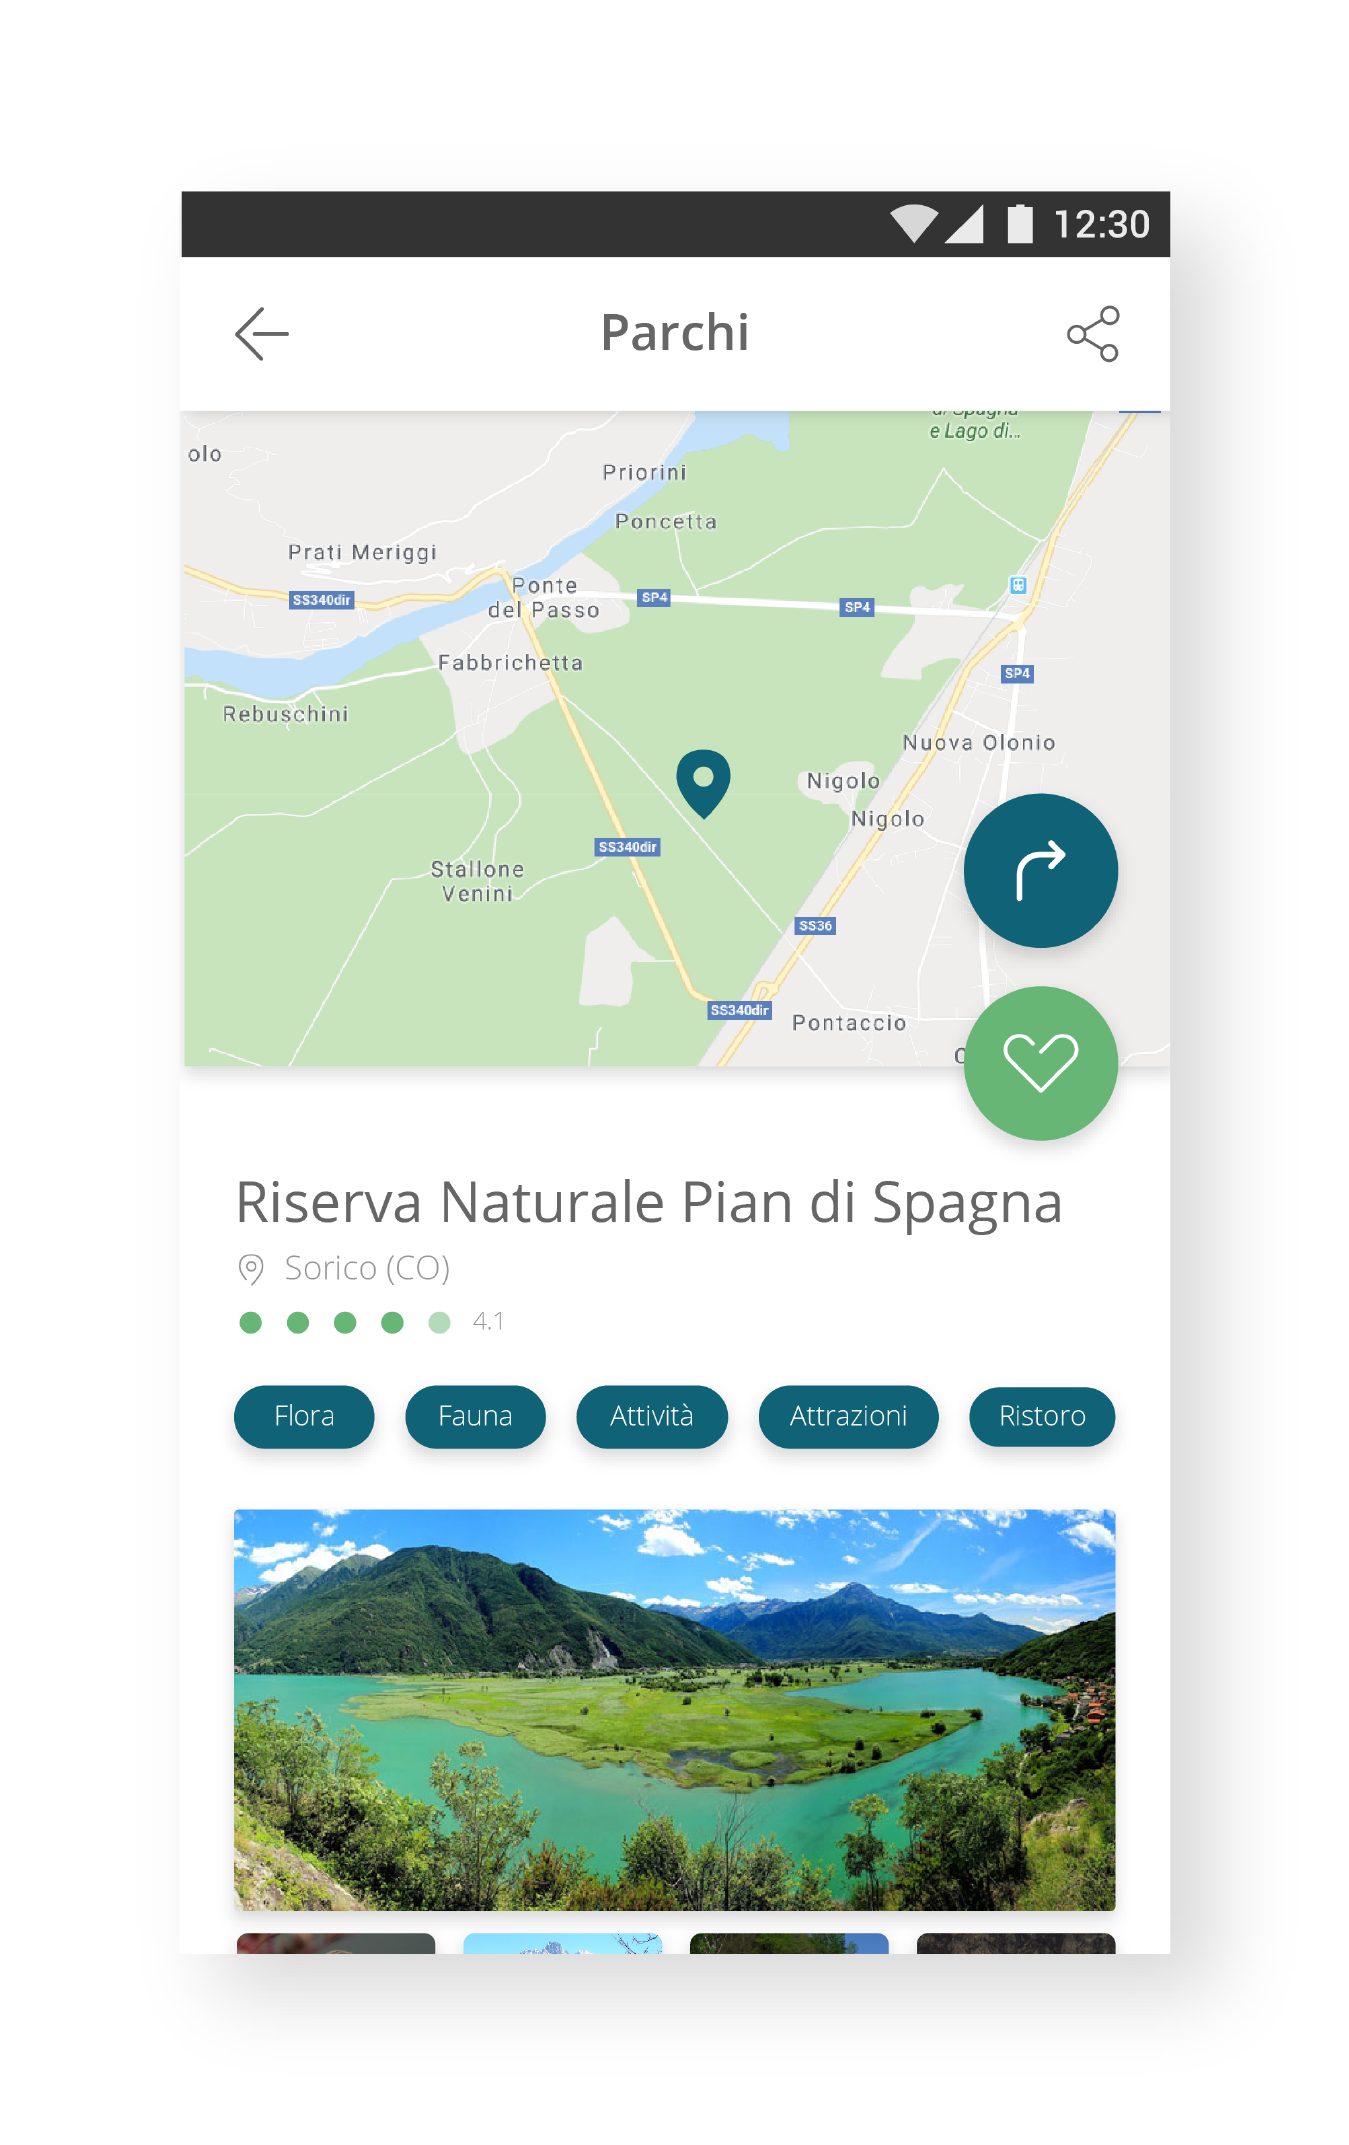 12:30
Parchi
di Spagna
e Lago di...
olo
Priorini
Poncetta
Prati Meriggi
Ponte
del Passo
SS340dir
SP4
SP4
Fabbrichetta
SP4
Rebuschini
Nuova Olonio
Nigolo
Nigolo
SS340dir
Stallone
Venini
SS36
SS340dir
Pontaccio
Riserva Naturale Pian di Spagna
Sorico (CO)
4.1
Flora
Fauna
Attività
Attrazioni
Ristoro